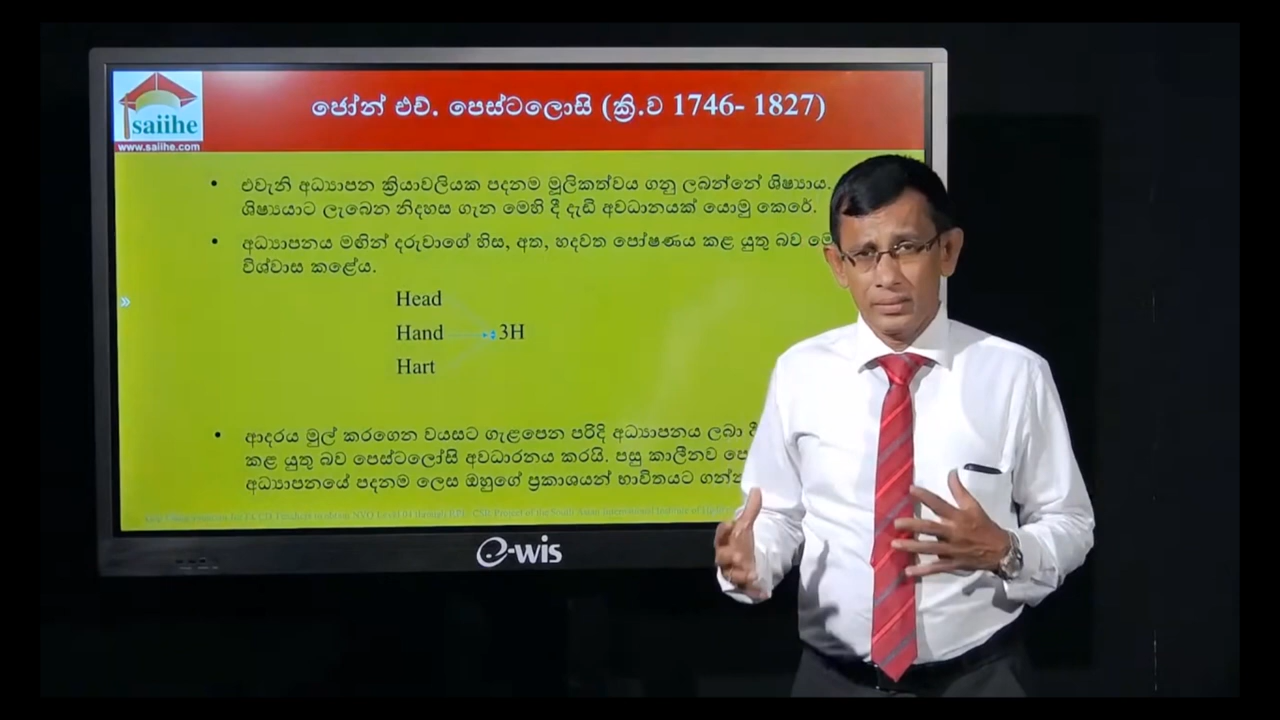 saiihe
www.saiihe.com
ජෝන් එච්. පෙස්ටලොසි (ක්‍රි.ව 1746- 1827)
• එවැනි අධ්‍යාපන ක්‍රියාවලියක පදනම මූලිකත්වය ගනු ලබන්නේ ශිෂ්‍යාය.
ශිෂ්‍යයාට ලැබෙන නිදහස ගැන මෙහි දී දැඩි අවධානයක් යොමු කෙරේ.
• අධ්‍යාපනය මඟින් දරුවාගේ හිස, අත, හදවත පෝෂණය කළ යුතු බව
විශ්වාස කළේය.
Head
Hand 3H
Hart
• ආදරය මුල් කරගෙන වයසට ගැළපෙන පරිදි අධ්‍යාපනය ලබා
කළ යුතු බව පෙස්ටලෝසි අවධාරනය කරයි. පසු කාලීනව
අධ්‍යාපනයේ පදනම ලෙස ඔහුගේ ප්‍රකාශයන් භාවිතයට
e-wis